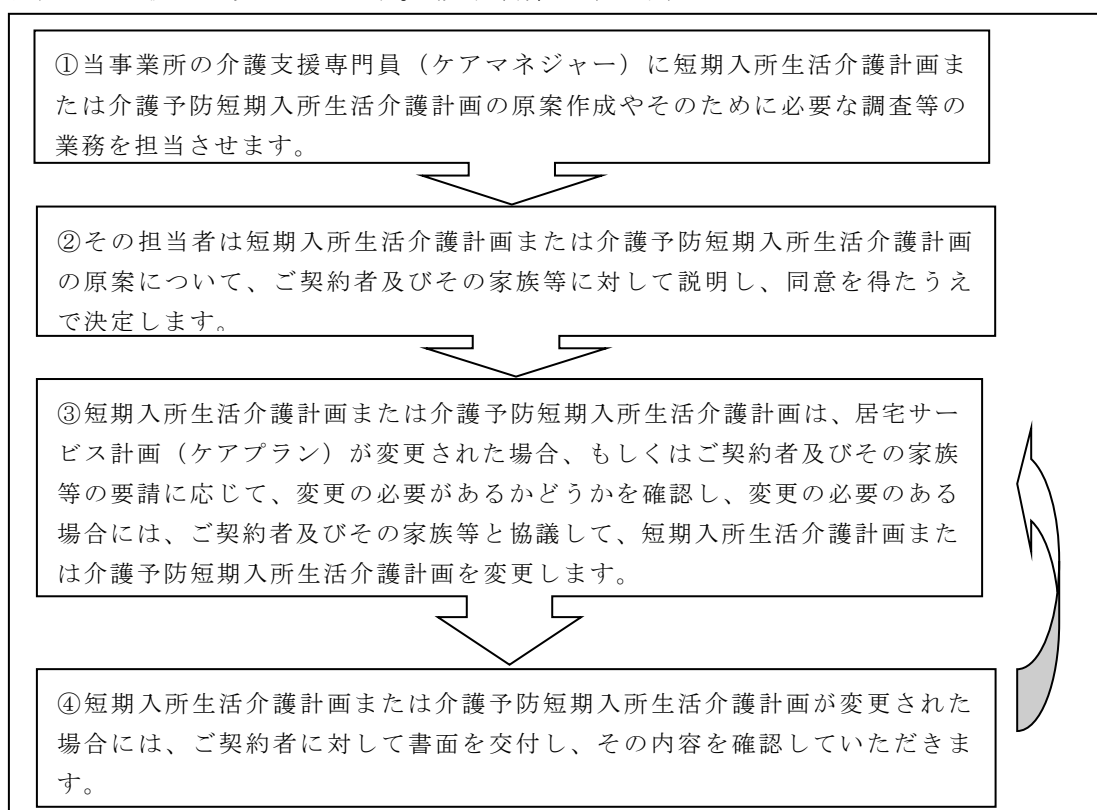 ①当事業所の介護支援専門員（ケアマネジャー）に短期入所生活介護計画ま
たは介護予防短期入所生活介護計画の原案作成やそのために必要な調査等の
業務を担当させます。
②その担当者は短期入所生活介護計画または介護予防短期入所生活介護計画
の原案について、ご契約者及びその家族等に対して説明し、同意を得たうえ
で決定します。
③短期入所生活介護計画または介護予防短期入所生活介護計画は、居宅サー
ビス計画（ケアプラン）が変更された場合、もしくはご契約者及びその家族
等の要請に応じて、変更の必要があるかどうかを確認し、変更の必要のある
場合には、ご契約者及びその家族等と協議して、短期入所生活介護計画また
は介護予防短期入所生活介護計画を変更します。
④短期入所生活介護計画または介護予防短期入所生活介護計画が変更された
場合には、ご契約者に対して書面を交付し、その内容を確認していただきま
す。